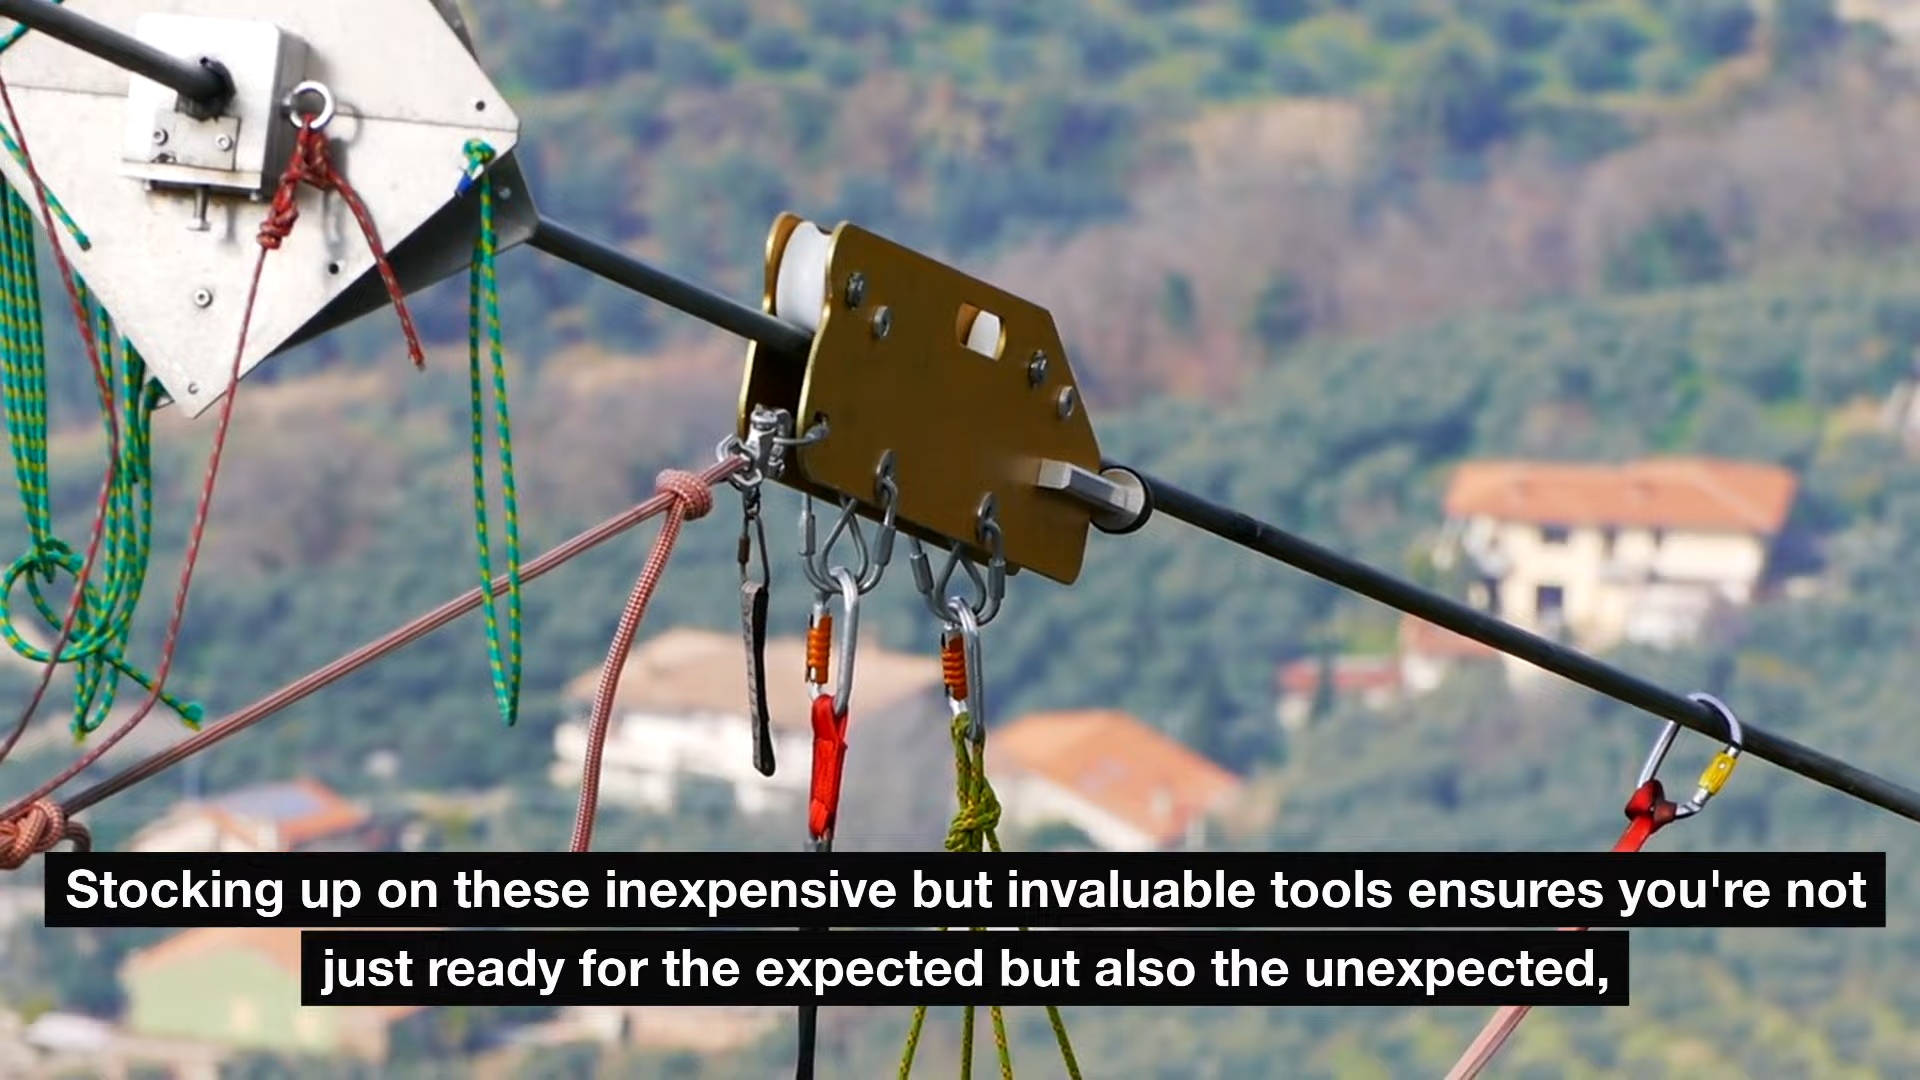 Stocking up on these inexpensive but invaluable tools ensures you're not
just ready for the expected but also the unexpected,